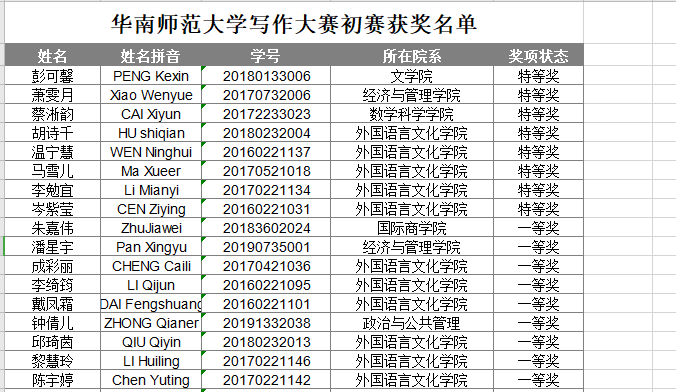 华南师范大学写作大赛初赛获奖名单
姓名 姓名拼音 学号 所在院系 奖项状态
彭可馨 PENG Kexin 20180133006 文学院 特等奖
萧雯月 Xiao Wenyue 20170732006 经济与管理学院 特等奖
蔡淅韵 CAI Xiyun 20172233023 数学科学学院 特等奖
胡诗千 HU shiqian 20180232004 外国语言文化学院 特等奖
温宁慧 WEN Ninghui 20160221137 外国语言文化学院 特等奖
马雪儿 Ma Xueer 20170521018 外国语言文化学院 特等奖
李勉宜 Li Mianyi 20170221134 外国语言文化学院 特等奖
岑紫莹 CEN Ziying 20160221031 外国语言文化学院 特等奖
朱嘉伟 ZhuJiawei 20183602024 国际商学院 一等奖
潘星宇 Pan Xingyu 20190735001 经济与管理学院 一等奖
成彩丽 CHENG Caili 20170421036 外国语言文化学院 一等奖
李绮筠 LI Qijun 20160221095 外国语言文化学院 一等奖
戴凤霜 DAI Fengshuang 20160221101 外国语言文化学院 一等奖
钟倩儿 ZHONG Qianer 20191332038 政治与公共管理 一等奖
邱琦茵 QIU Qiyin 20180232013 外国语言文化学院 一等奖
黎慧玲 LI Huiling 20170221146 外国语言文化学院 一等奖
陈宇婷 Chen Yuting 20170221142 外国语言文化学院 一等奖